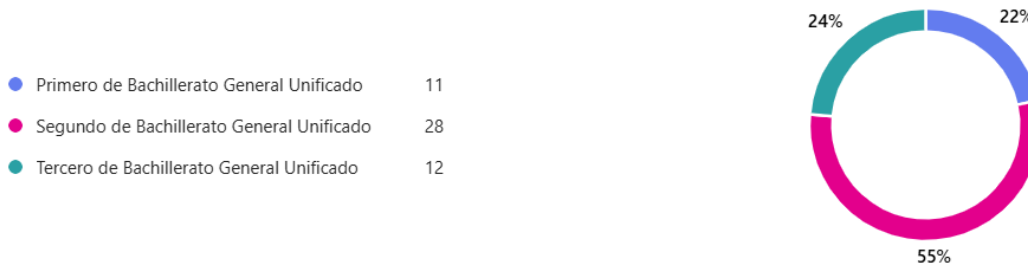 Primero de Bachillerato General Unificado 11
Segundo de Bachillerato General Unificado 28
Tercero de Bachillerato General Unificado 12
24%
22%
55%